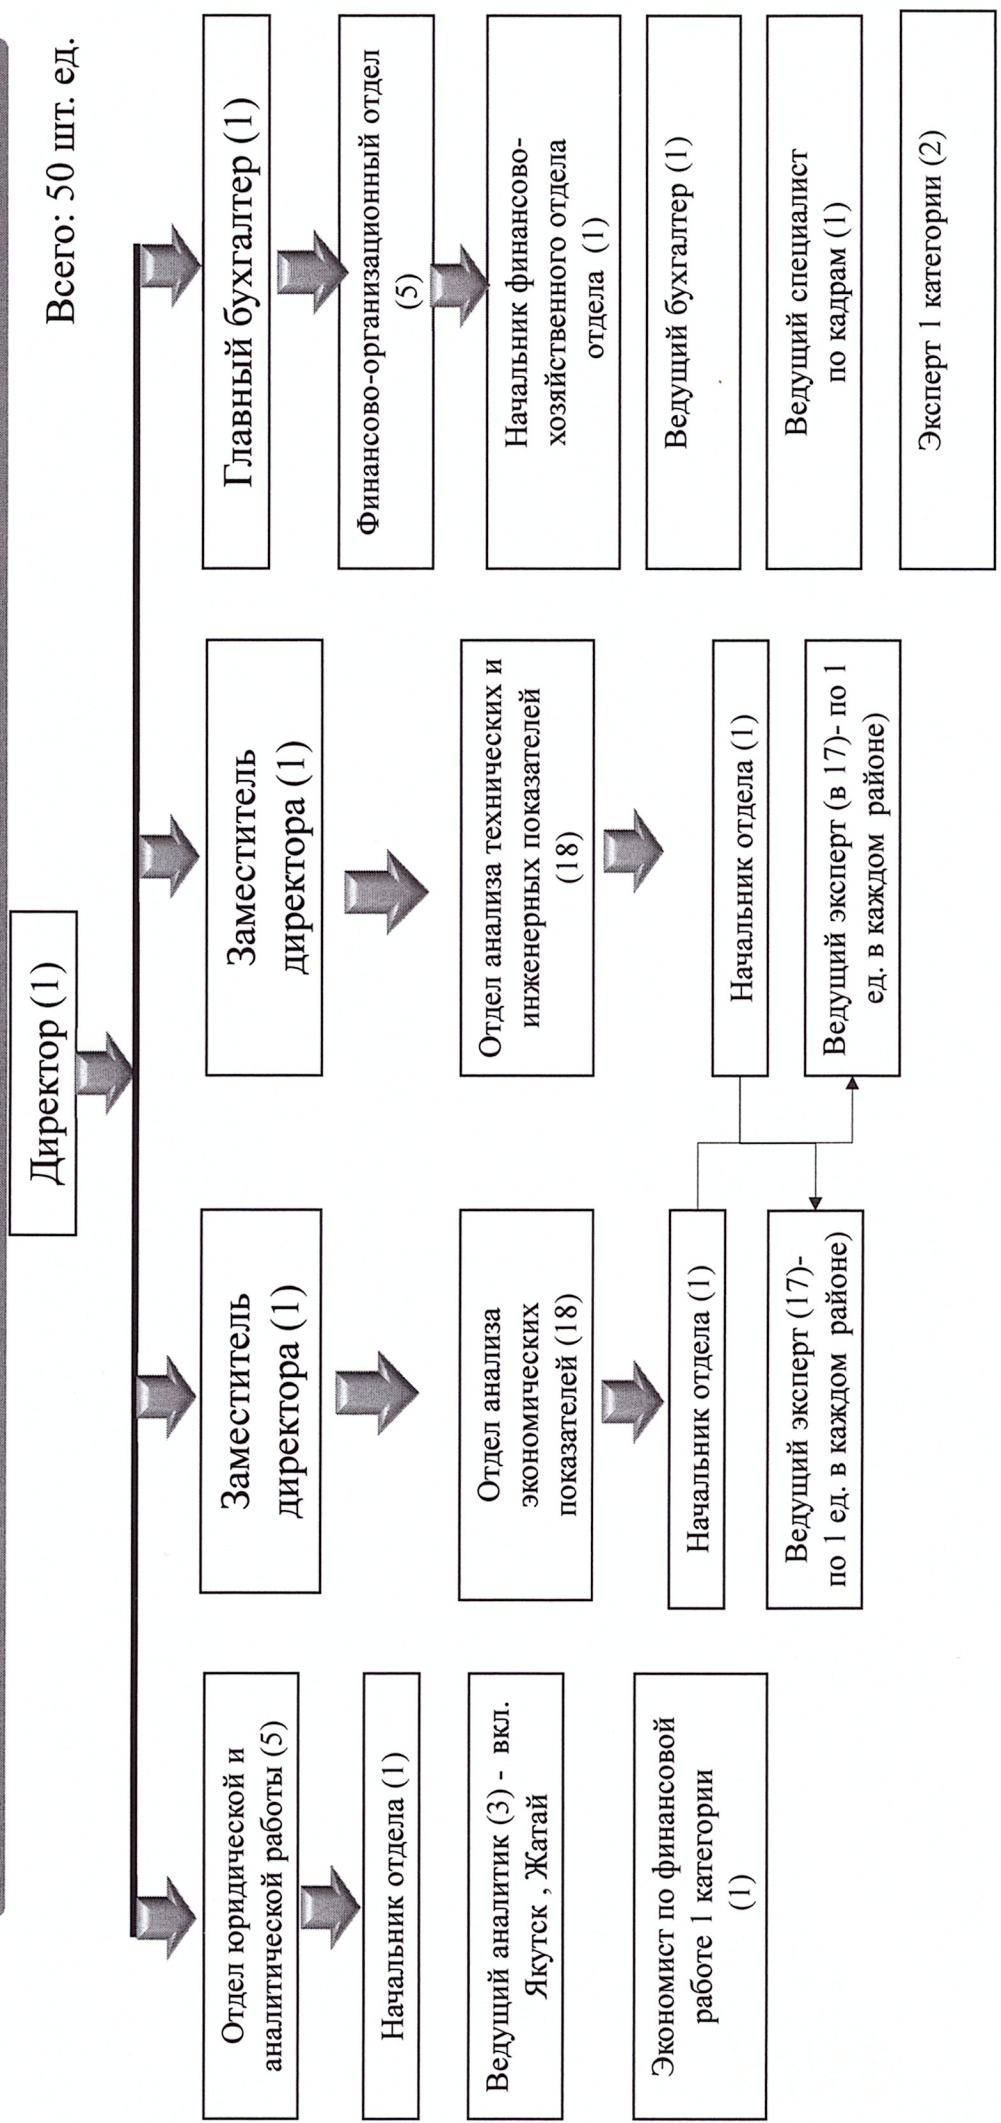 Всего: 50 шт. ед.
Директор (1)
Отдел юридической и
аналитической работы (5)
Начальник отдела (1)
Ведущий аналитик (3) - вкл.
Якутск , Жатай
Экономист по финансовой
работе 1 категории
(1)
Заместитель
директора (1)
Отдел анализа
экономических
показателей (18)
Начальник отдела (1)
Ведущий эксперт (17)-
по 1 ед. в каждом районе)
Заместитель
директора (1)
Отдел анализа технических и
инженерных показателей
(18)
Начальник отдела (1)
Ведущий эксперт (в 17)- по 1
ед. в каждом районе)
Главный бухгалтер (1)
Финансово-организационный отдел
(5)
Начальник финансово-
хозяйственного отдела
отдела (1)
Ведущий бухгалтер (1)
Ведущий специалист
по кадрам (1)
Эксперт 1 категории (2)